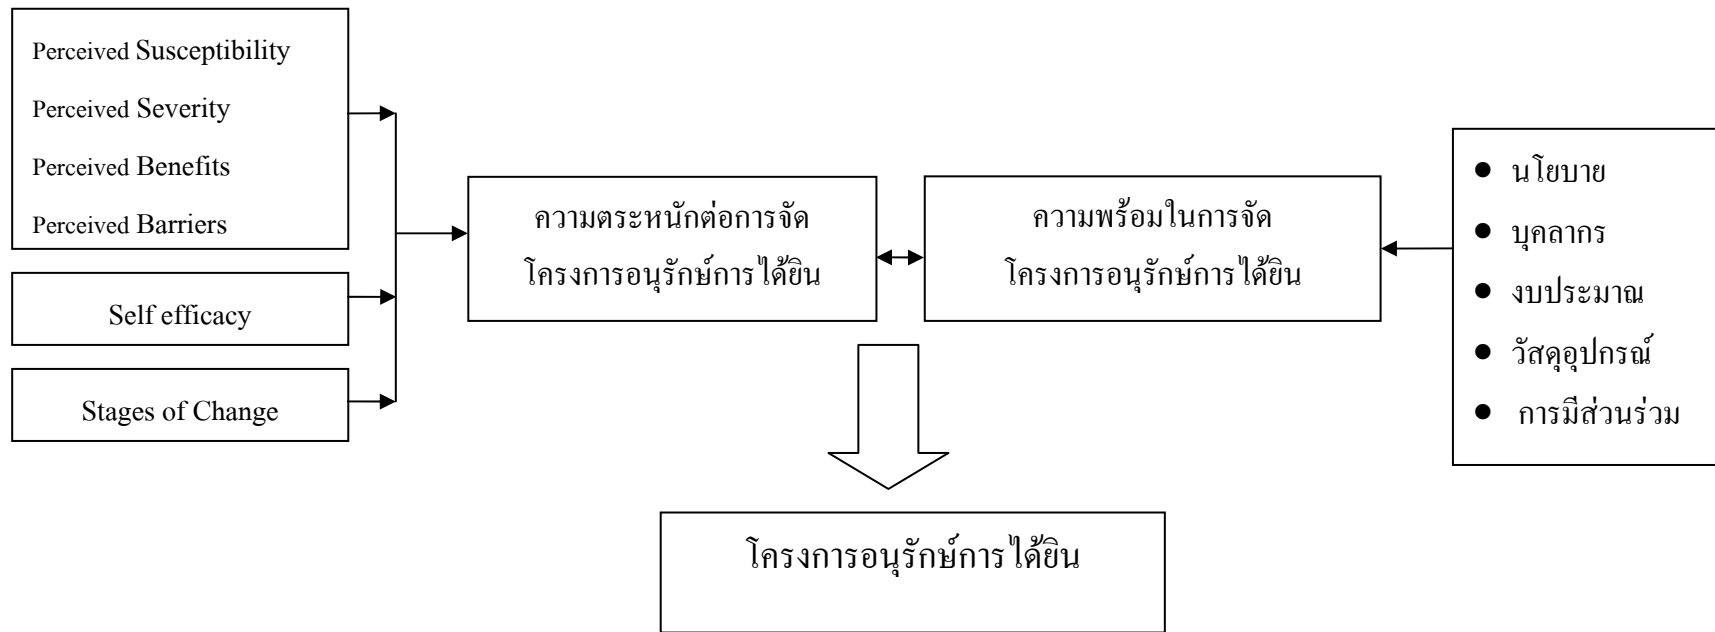 Perceived Susceptibility
Perceived Severity
Perceived Benefits
Perceived Barriers
Self efficacy
Stages of Change
ความตระหนักต่อการจัด
โครงการอนุรักษ์การได้ยิน
ความพร้อมในการจัด
โครงการอนุรักษ์การได้ยิน
● นโยบาย
● บุคลากร
● งบประมาณ
● วัสดุอุปกรณ์
● การมีส่วนร่วม
โครงการอนุรักษ์การได้ยิน